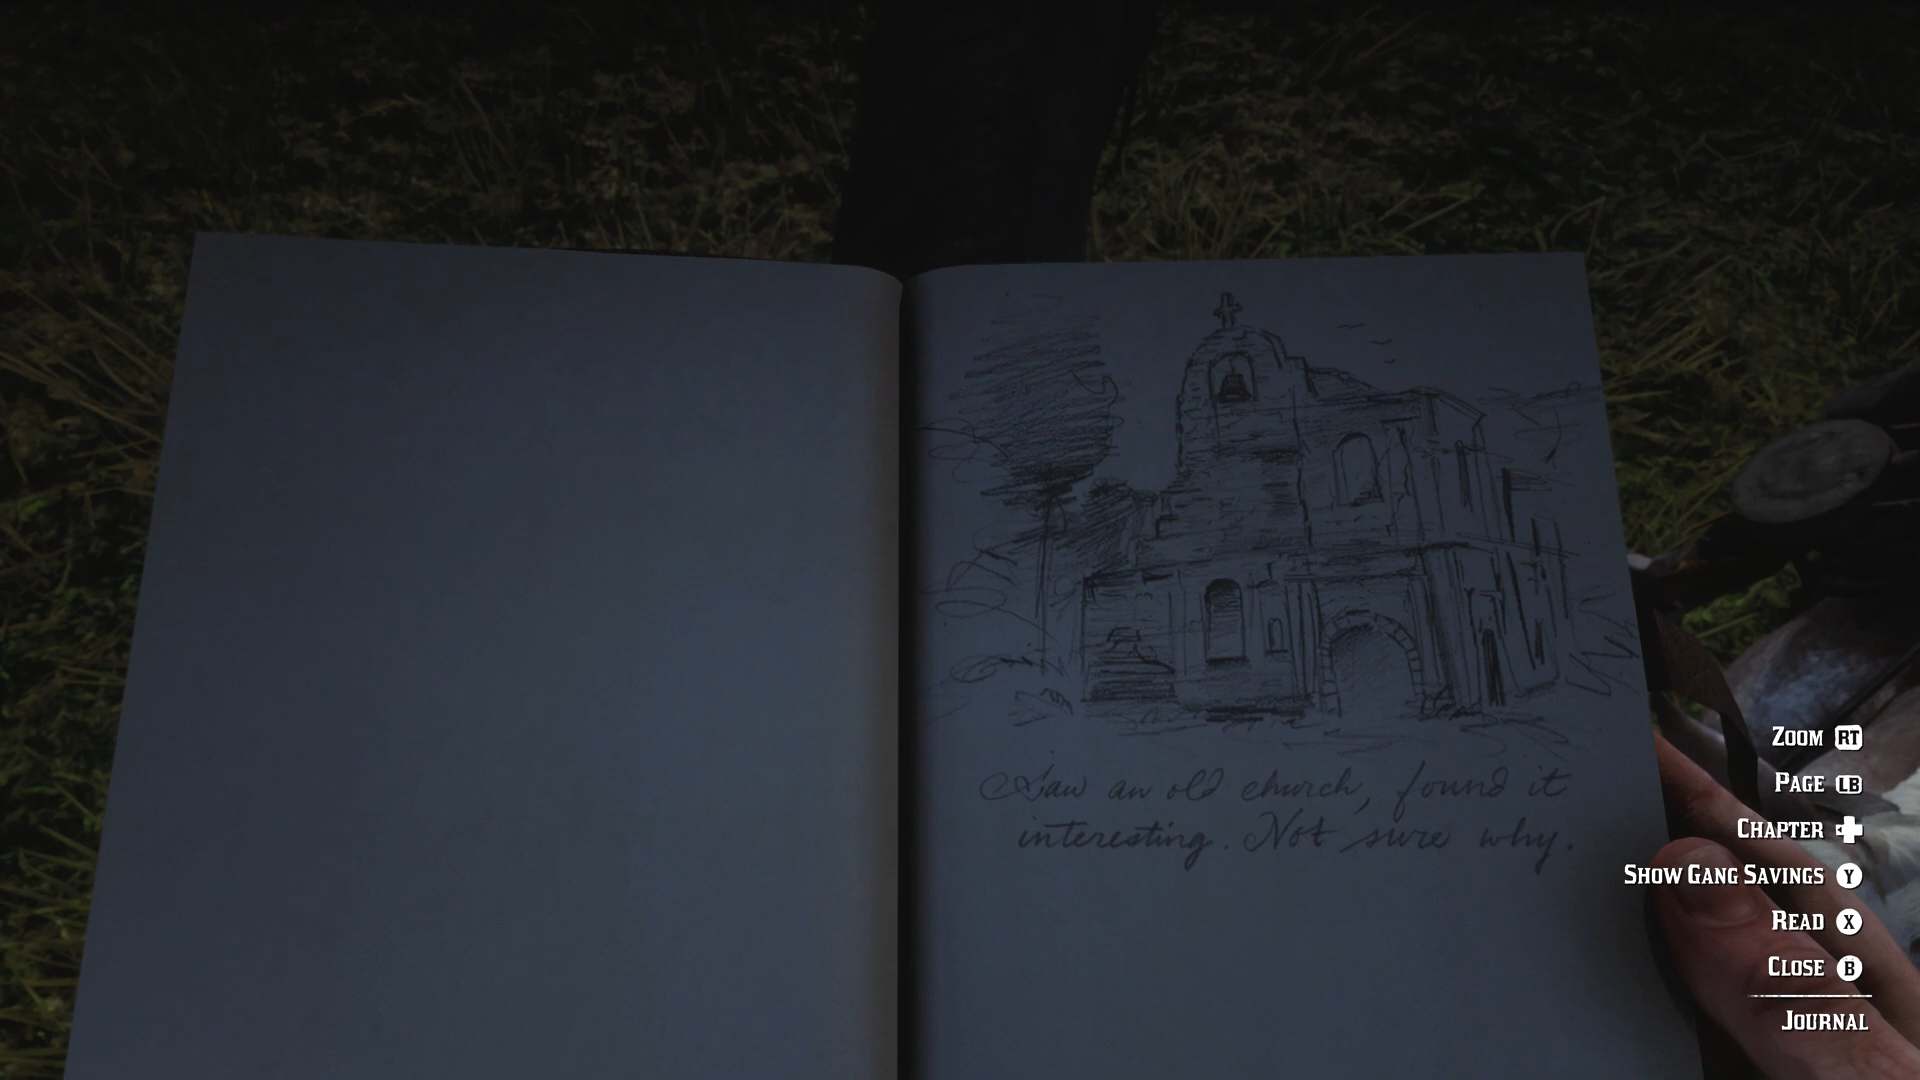 Saw an old church, found it
interesting. Not sure why.
Zoom RT
Page LB
Chapter
Show Gang Savings Y
Read X
Close B
Journal